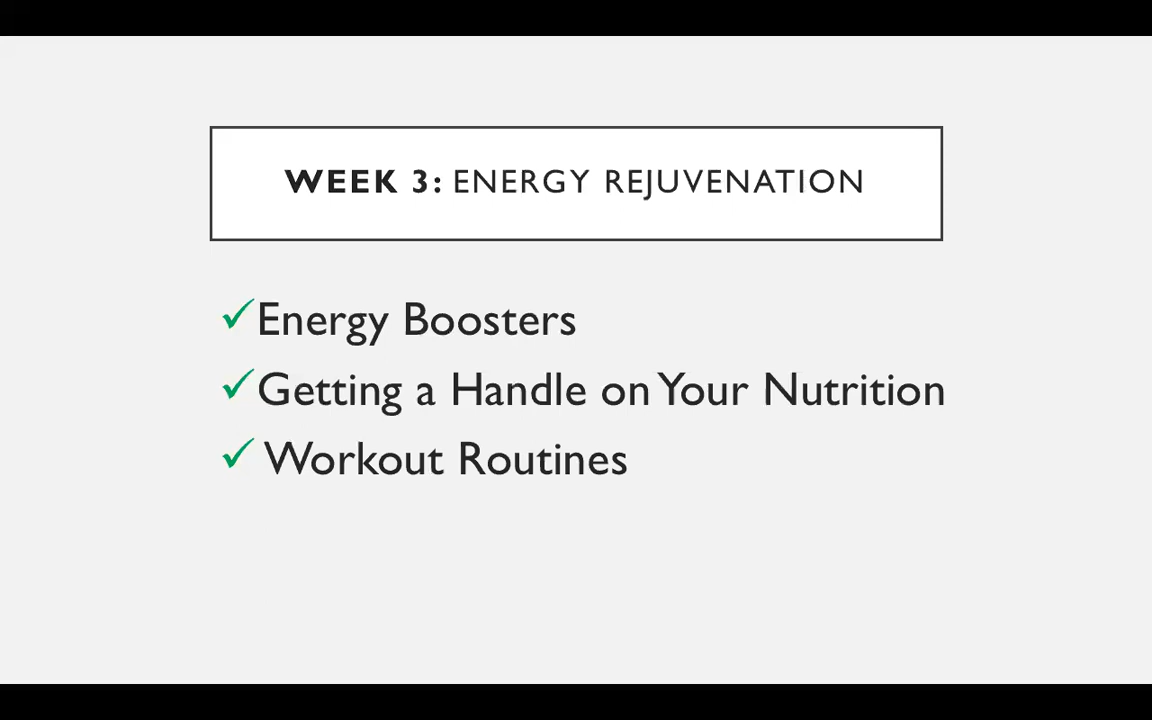 WEEK 3: ENERGY REJUVENATION
✓Energy Boosters
✓Getting a Handle on Your Nutrition
✓ Workout Routines